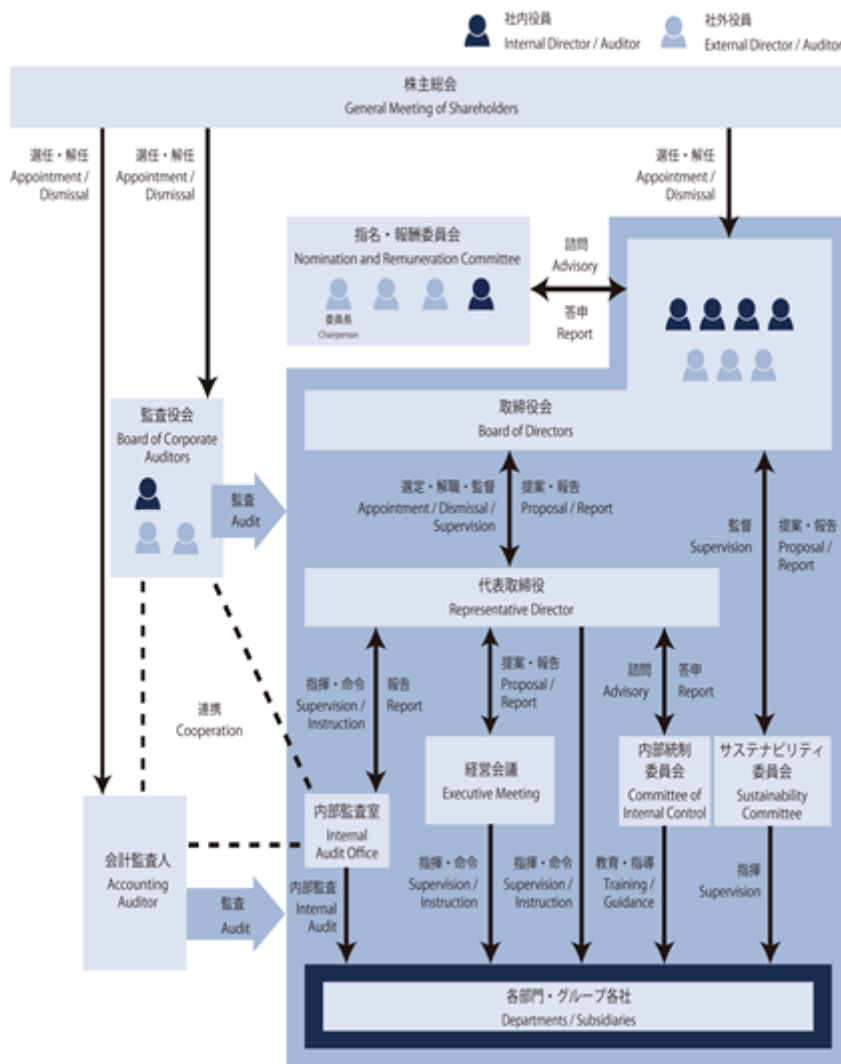 社内役員
Internal Director / Auditor
社外役員
External Director / Auditor
株主総会
General Meeting of Shareholders
選任・解任
Appointment /
Dismissal
選任・解任
Appointment /
Dismissal
選任・解任
Appointment /
Dismissal
指名・報酬委員会
Nomination and Remuneration Committee
委員長
Chairperson
諮問
Advisory
答申
Report
取締役会
Board of Directors
監査役会
Board of Corporate
Auditors
監査
Audit
選定・解職・監督
Appointment / Dismissal /
Supervision
提案・報告
Proposal / Report
監督
Supervision
提案・報告
Proposal /
Report
代表取締役
Representative Director
指揮・命令
Supervision /
Instruction
報告
Report
提案・報告
Proposal /
Report
諮問
Advisory
答申
Report
連携
Cooperation
内部監査室
Internal
Audit Office
経営会議
Executive Meeting
内部統制
委員会
Committee of
Internal Control
サステナビリティ
委員会
Sustainability
Committee
会計監査人
Accounting
Auditor
監査
Audit
内部監査
Internal
Audit
指揮・命令
Supervision /
Instruction
指揮・命令
Supervision /
Instruction
教育・指導
Training /
Guidance
指揮
Supervision
各部門・グループ各社
Departments / Subsidiaries